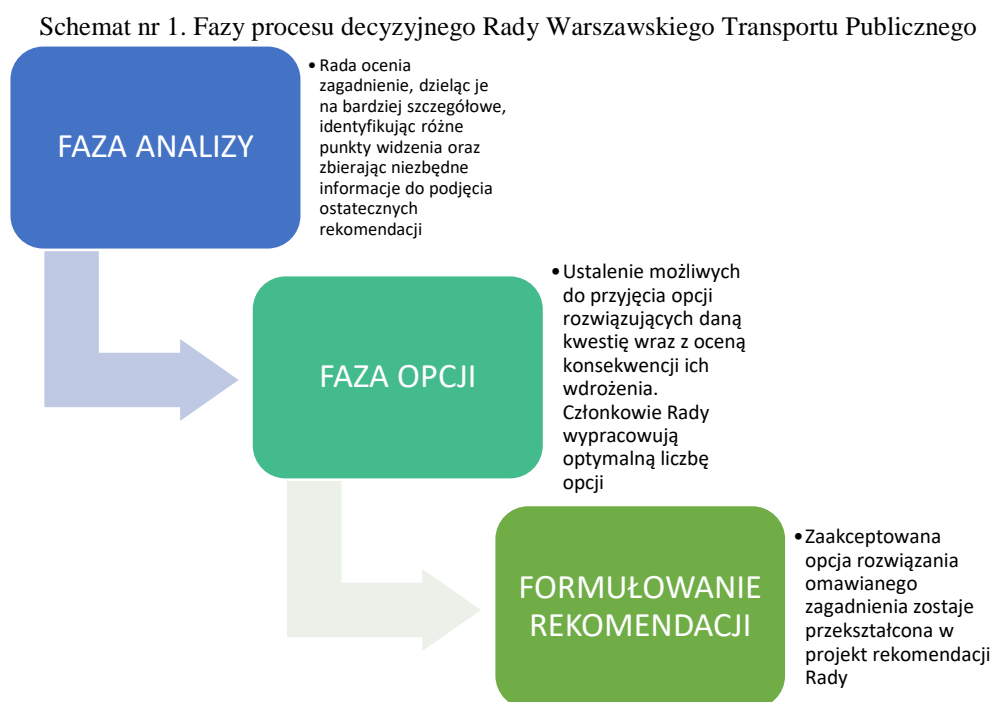 Schemat nr 1. Fazy procesu decyzyjnego Rady Warszawskiego Transportu Publicznego
FAZA ANALIZY
• Rada ocenia
zagadnienie, dzieląc je
na bardziej szczegółowe,
identyfikując różne
punkty widzenia oraz
zbierając niezbędne
informacje do podjęcia
ostatecznych
rekomendacji
FAZA OPCJI
• Ustalenie możliwych
do przyjęcia opcji
rozwiązujących daną
kwestię wraz z oceną
konsekwencji ich
wdrożenia.
Członkowie Rady
wypracowują
optymalną liczbę
opcji
FORMUŁOWANIE
REKOMENDACJI
• Zaakceptowana
opcja rozwiązania
omawianego
zagadnienia zostaje
przekształcona w
projekt rekomendacji
Rady